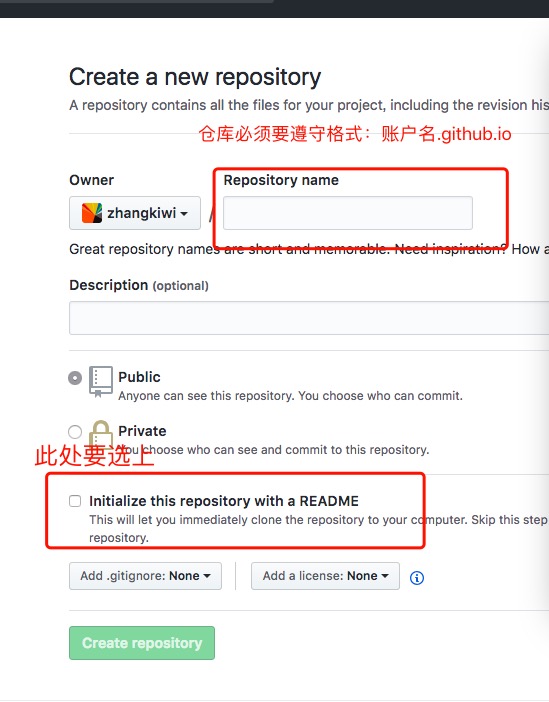 Create a new repository
A repository contains all the files for your project, including the revision his
仓库必须要遵守格式：账户名.github.io
Owner
Repository name
zhangkiwi
/
Great repository names are short and memorable. Need inspiration? How a
Description (optional)
Public
Anyone can see this repository. You choose who can commit.
Private
You choose who can see and commit to this repository.
此处要选上
Initialize this repository with a README
This will let you immediately clone the repository to your computer. Skip this step
repository.
Add .gitignore: None
Add a license: None
Create repository